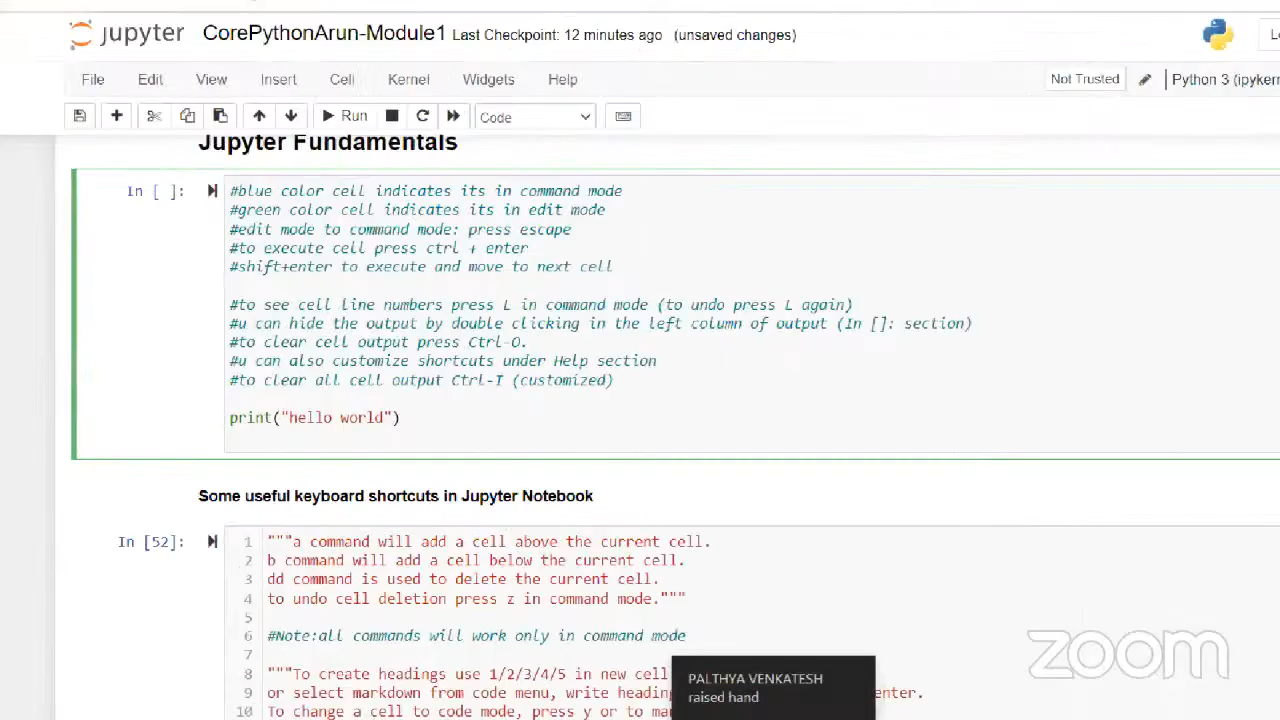 jupyter CorePythonArun-Module1 Last Checkpoint: 12 minutes ago (unsaved changes)
File Edit View Insert Cell Kernel Widgets Help Not Trusted Python 3
Run Code
Jupyter Fundamentals
In [ ]: #blue color cell indicates its in command mode
#green color cell indicates its in edit mode
#edit mode to command mode: press escape
#to execute cell press ctrl + enter
#shift+enter to execute and move to next cell
#to see cell line numbers press L in command mode (to undo press L again)
#u can hide the output by double clicking in the left column of output (In []: section)
#to clear cell output press Ctrl-O.
#u can also customize shortcuts under Help section
#to clear all cell output Ctrl-I (customized)
print("hello world")
Some useful keyboard shortcuts in Jupyter Notebook
In [52]: 1 """a command will add a cell above the current cell.
2 b command will add a cell below the current cell.
3 dd command is used to delete the current cell.
4 to undo cell deletion press z in command mode."""
5
6 #Note:all commands will work only in command mode
7
8 """To create headings use 1/2/3/4/5 in new cell
9 or select markdown from code menu, write headin enter.
10 To change a cell to code mode, press y or to
PALTHYA VENKATESH
raised hand
zoom